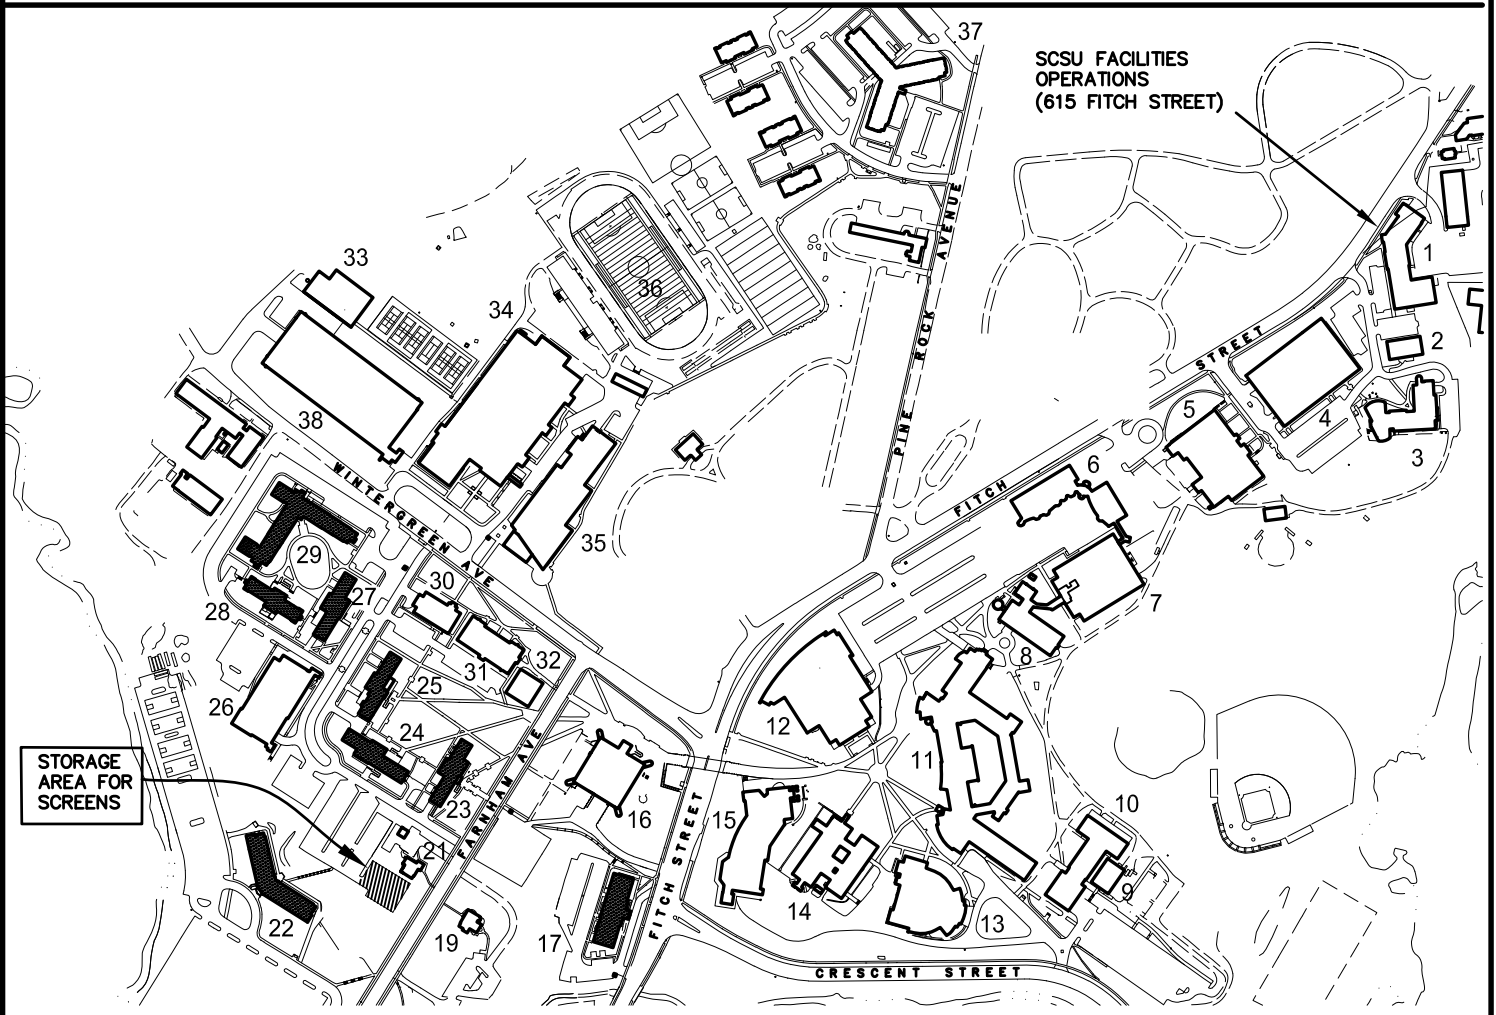 37
SCSU FACILITIES
OPERATIONS
(615 FITCH STREET)
PINE ROCK AVENUE
33
34
36
1
2
STREET
FITCH
38
5
4
3
6
WINTERGREEN AVE
35
29
30
27
28
7
8
31
32
25
26
24
12
11
STORAGE
AREA FOR
SCREENS
23
FARNHAM AVE
16
15
FITCH STREET
10
21
9
22
19
17
14
13
CRESCENT STREET